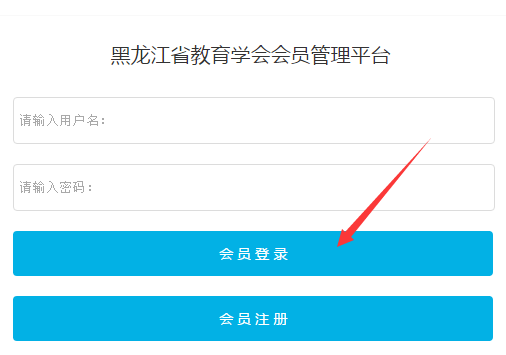 黑龙江省教育学会会员管理平台
请输入用户名：
请输入密码：
会员登录
会员注册